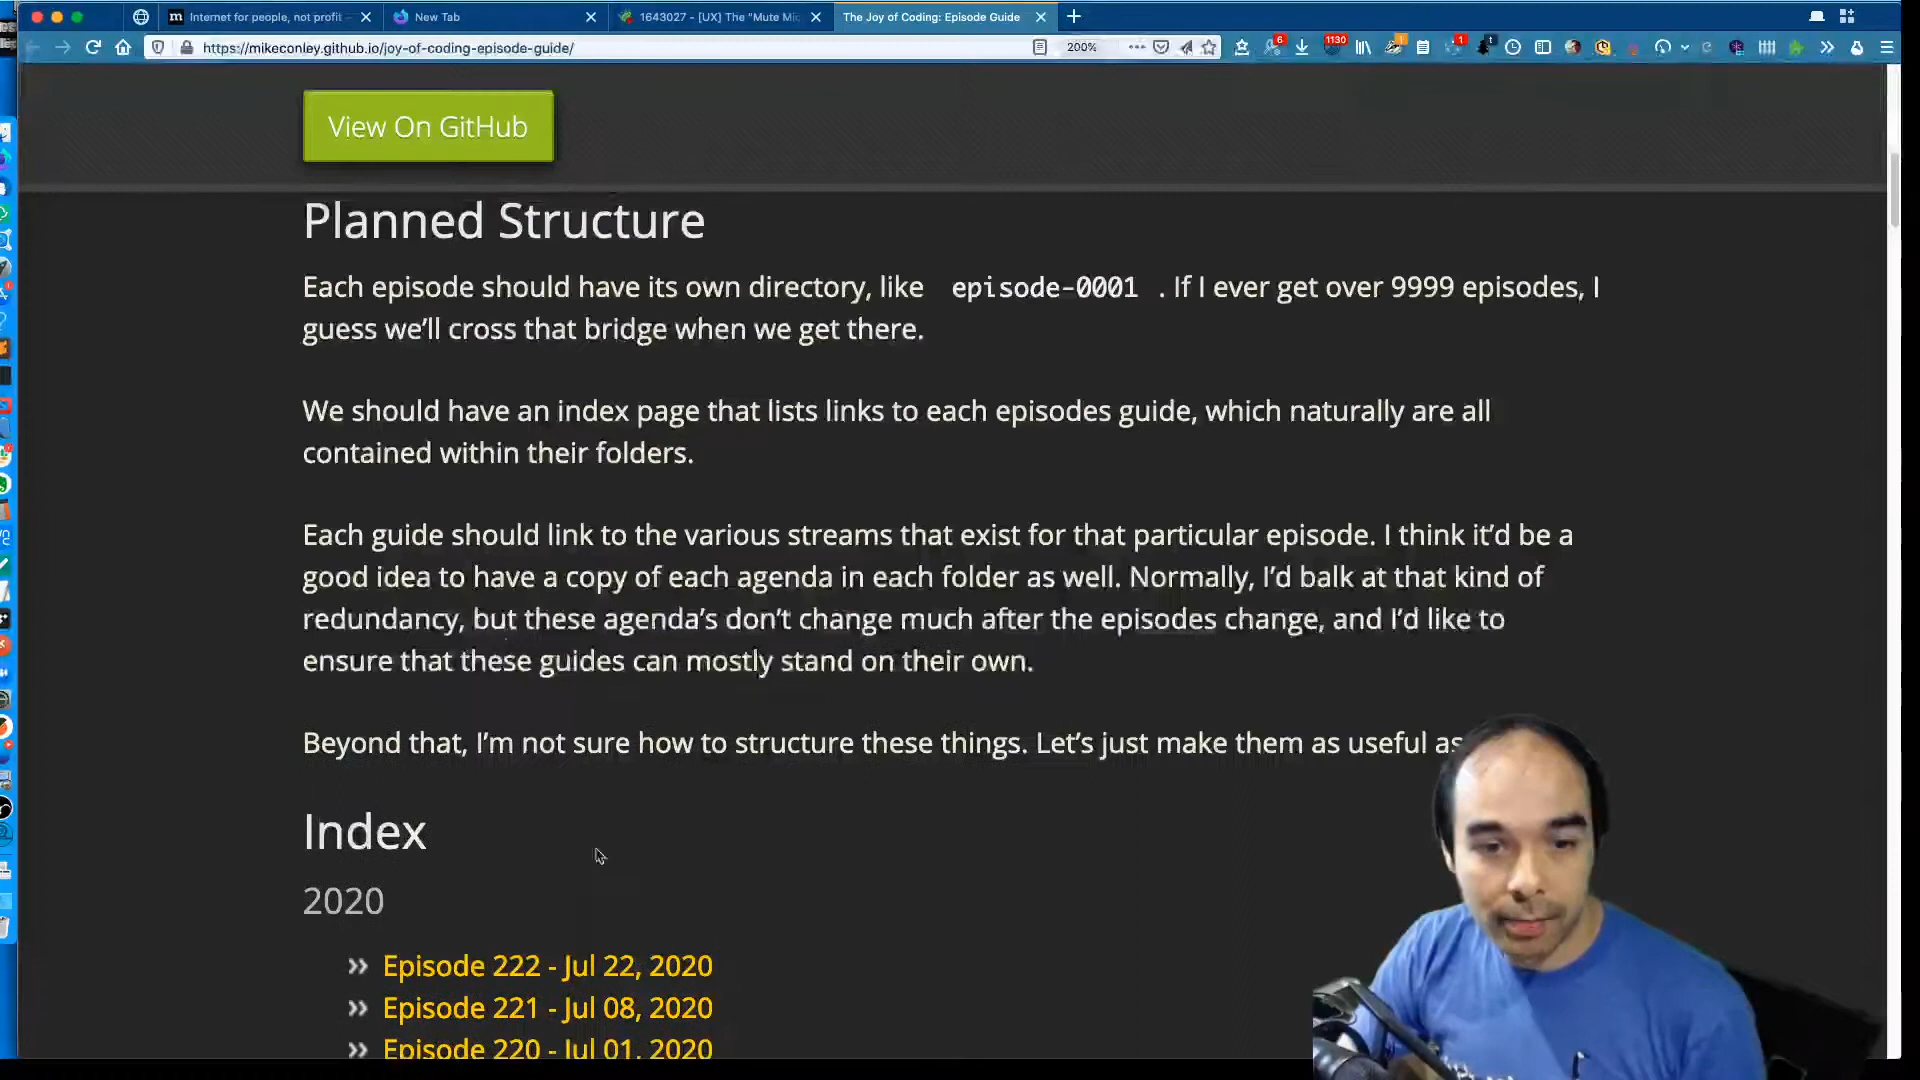 Internet for people, not profit
New Tab
1643027 - [UX] The "Mute Mic
The Joy of Coding: Episode Guide
https://mikeconley.github.io/joy-of-coding-episode-guide/
200%
6
1130
1
1
View On GitHub
Planned Structure
Each episode should have its own directory, like episode-0001 . If I ever get over 9999 episodes, I
guess we’ll cross that bridge when we get there.
We should have an index page that lists links to each episodes guide, which naturally are all
contained within their folders.
Each guide should link to the various streams that exist for that particular episode. I think it’d be a
good idea to have a copy of each agenda in each folder as well. Normally, I’d balk at that kind of
redundancy, but these agenda’s don’t change much after the episodes change, and I’d like to
ensure that these guides can mostly stand on their own.
Beyond that, I’m not sure how to structure these things. Let’s just make them as useful as
Index
2020
Episode 222 - Jul 22, 2020
Episode 221 - Jul 08, 2020
Episode 220 - Jul 01, 2020